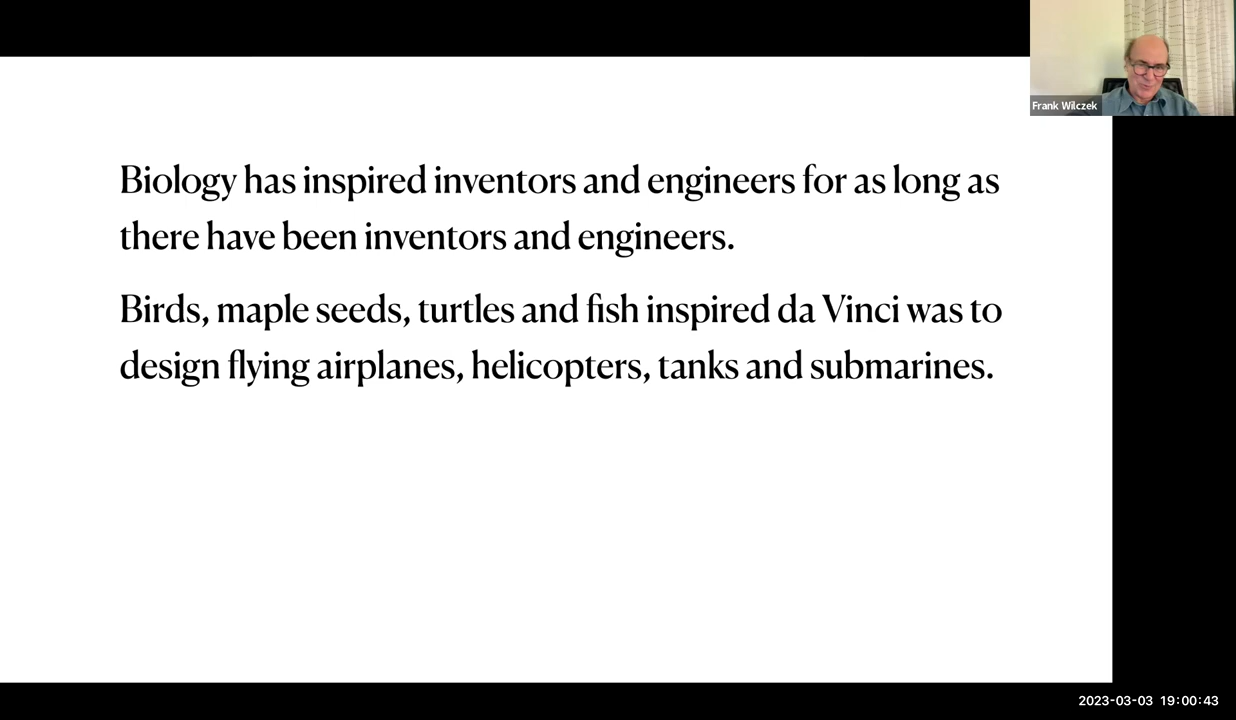 Frank Wilczek
Biology has inspired inventors and engineers for as long as
there have been inventors and engineers.
Birds, maple seeds, turtles and fish inspired da Vinci was to
design flying airplanes, helicopters, tanks and submarines.
2023-03-03 19:00:43